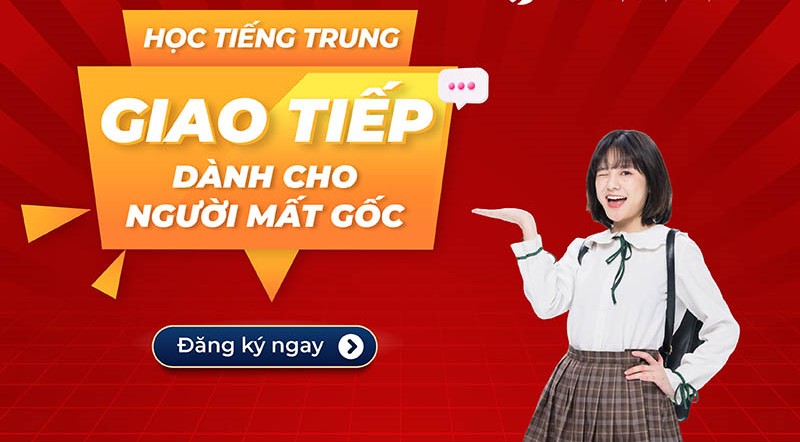 HỌC TIẾNG TRUNG
GIAO TIẾP
DÀNH CHO
NGƯỜI MẤT GỐC
Đăng ký ngay